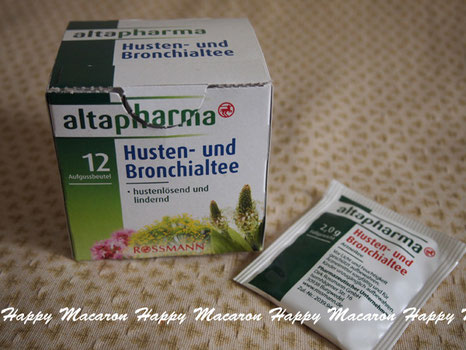 altapharma
Husten- und
Bronchialtee
altapharma
12
Aufgussbeutel
Husten- und
Bronchialtee
• hustenlösend und
lindernd
ROSSMANN
altapharma
2,0 g
Husten- und
Bronchialtee
Happy Macaron Happy Macaron Happy Macaron Happy